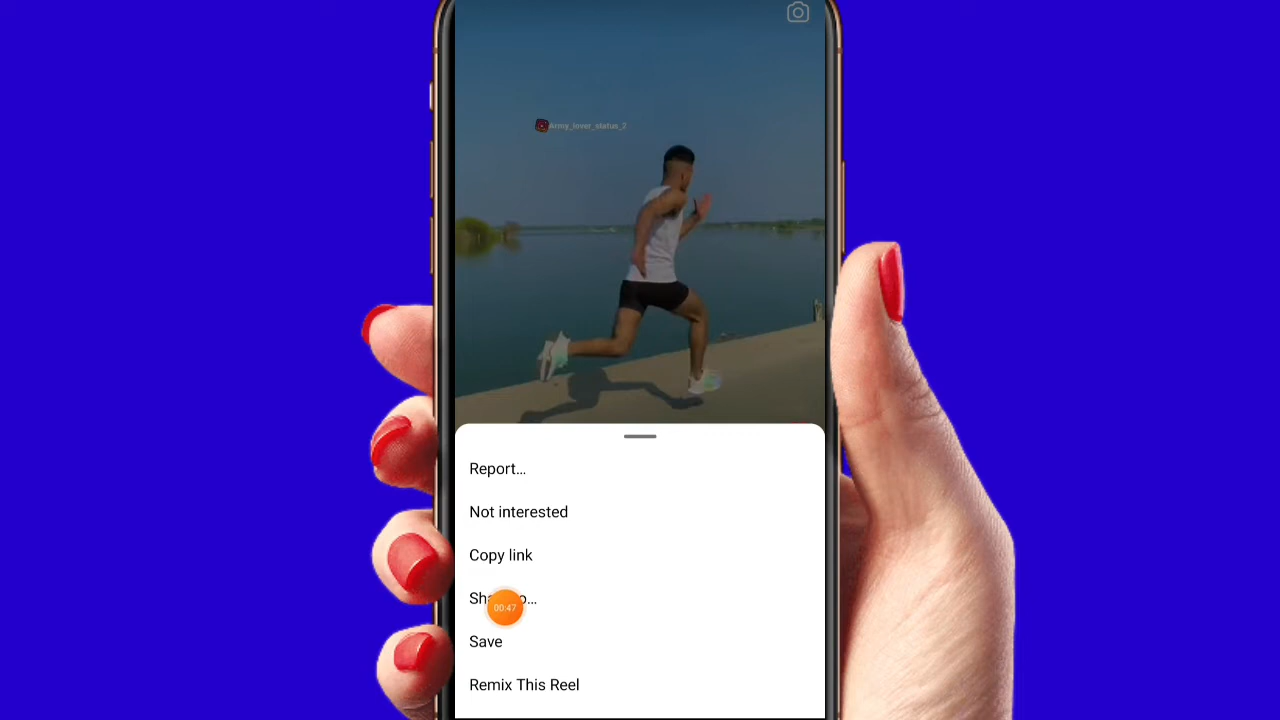 Army_lover_status_2
Report...
Not interested
Copy link
00:47
Save
Remix This Reel